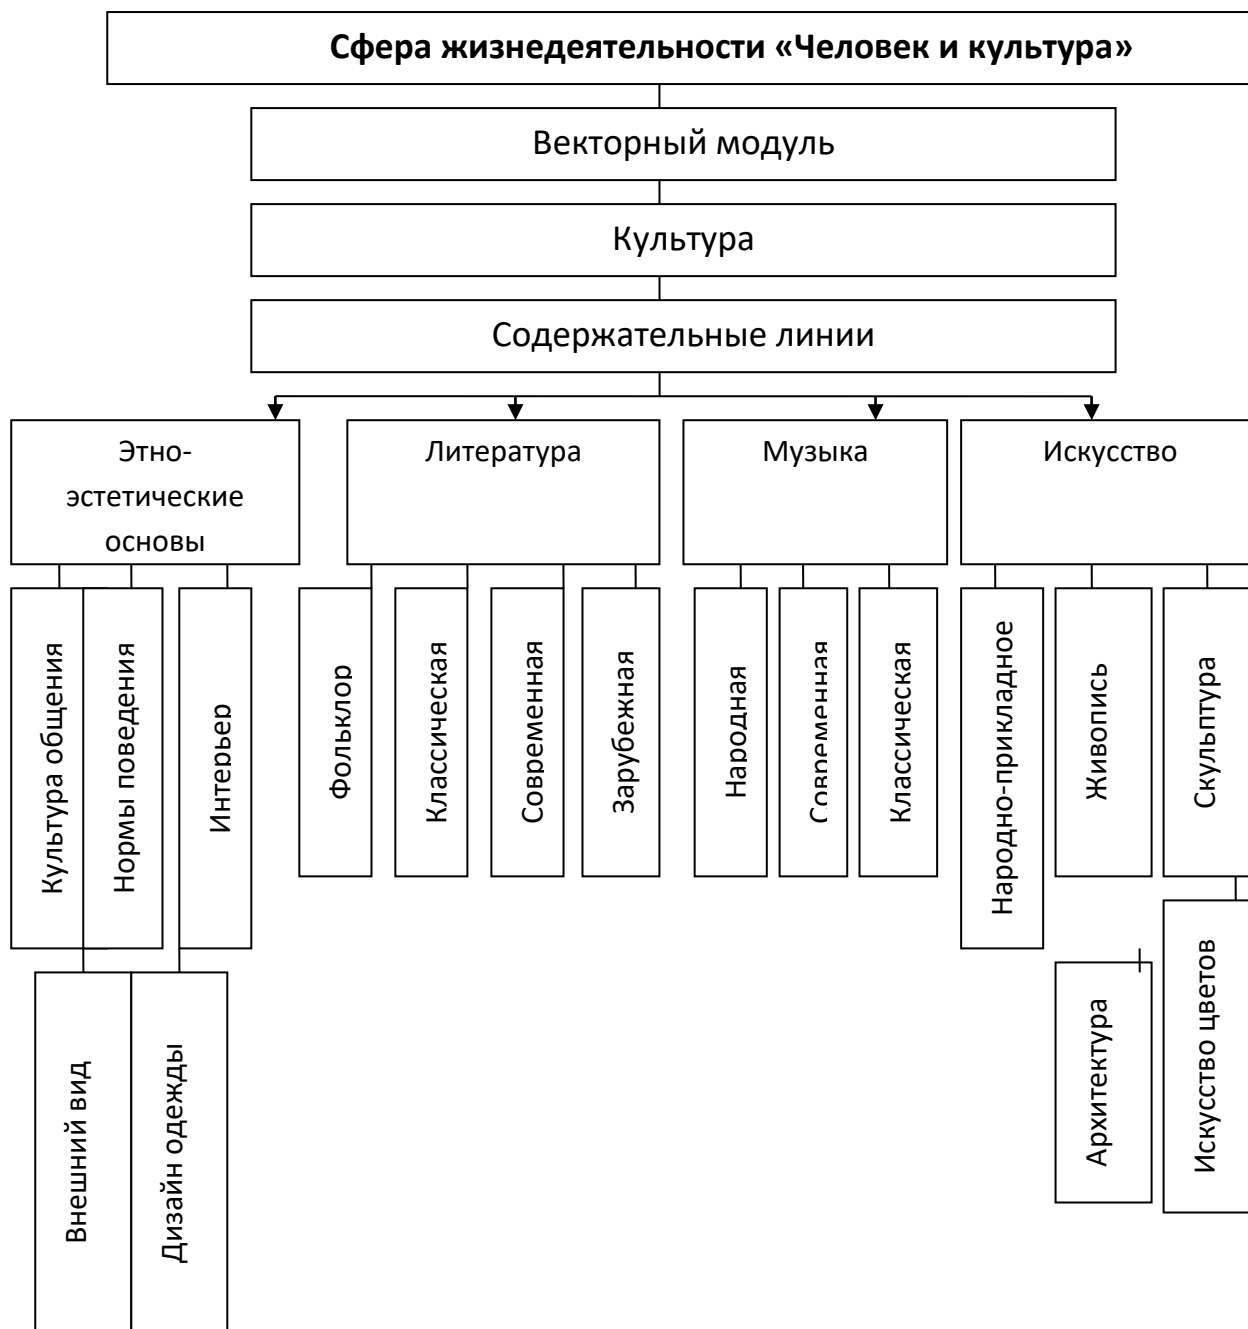 Сфера жизнедеятельности «Человек и культура»
Векторный модуль
Культура
Содержательные линии
Этно-
эстетические
основы
Литература
Музыка
Искусство
Культура общения
Нормы поведения
Интерьер
Фольклор
Классическая
Современная
Зарубежная
Народная
Современная
Классическая
Народно-прикладное
Живопись
Скульптура
Внешний вид
Дизайн одежды
Архитектура
Искусство цветов